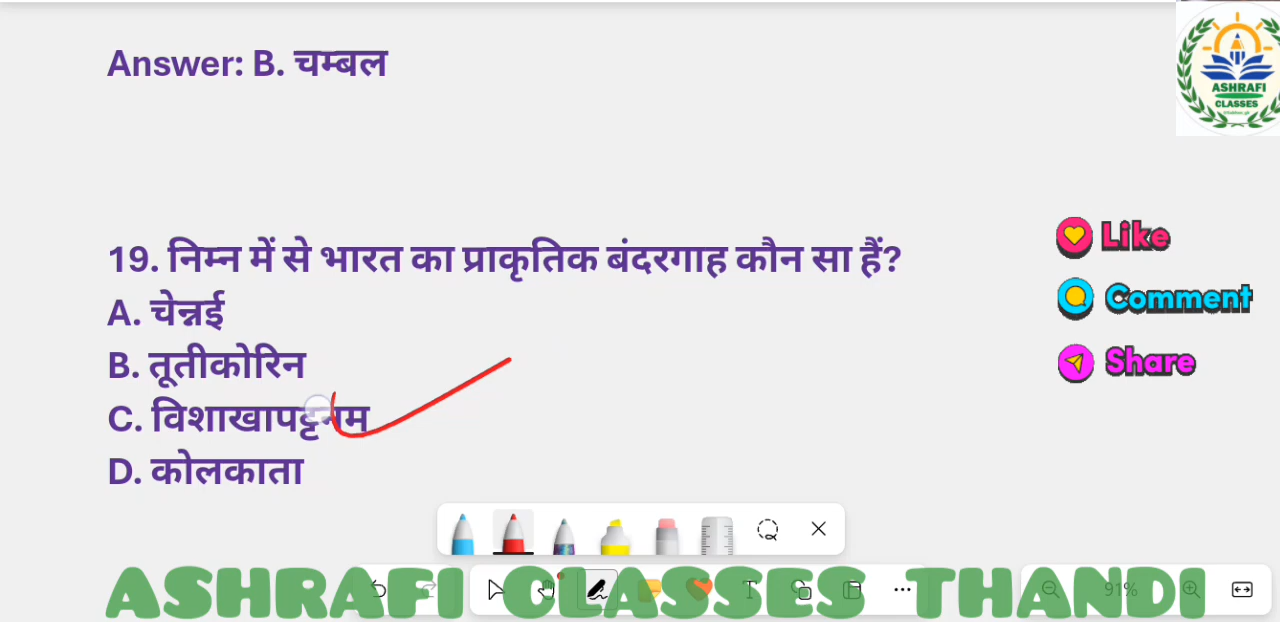 Answer: B. चम्बल
ASHRAFI
CLASSES
19. निम्न में से भारत का प्राकृतिक बंदरगाह कौन सा हैं?
A. चेन्नई
B. तूतीकोरिन
C. विशाखापट्टनम
D. कोलकाता
Like
Comment
Share
91%
ASHRAFI CLASSES THANDI